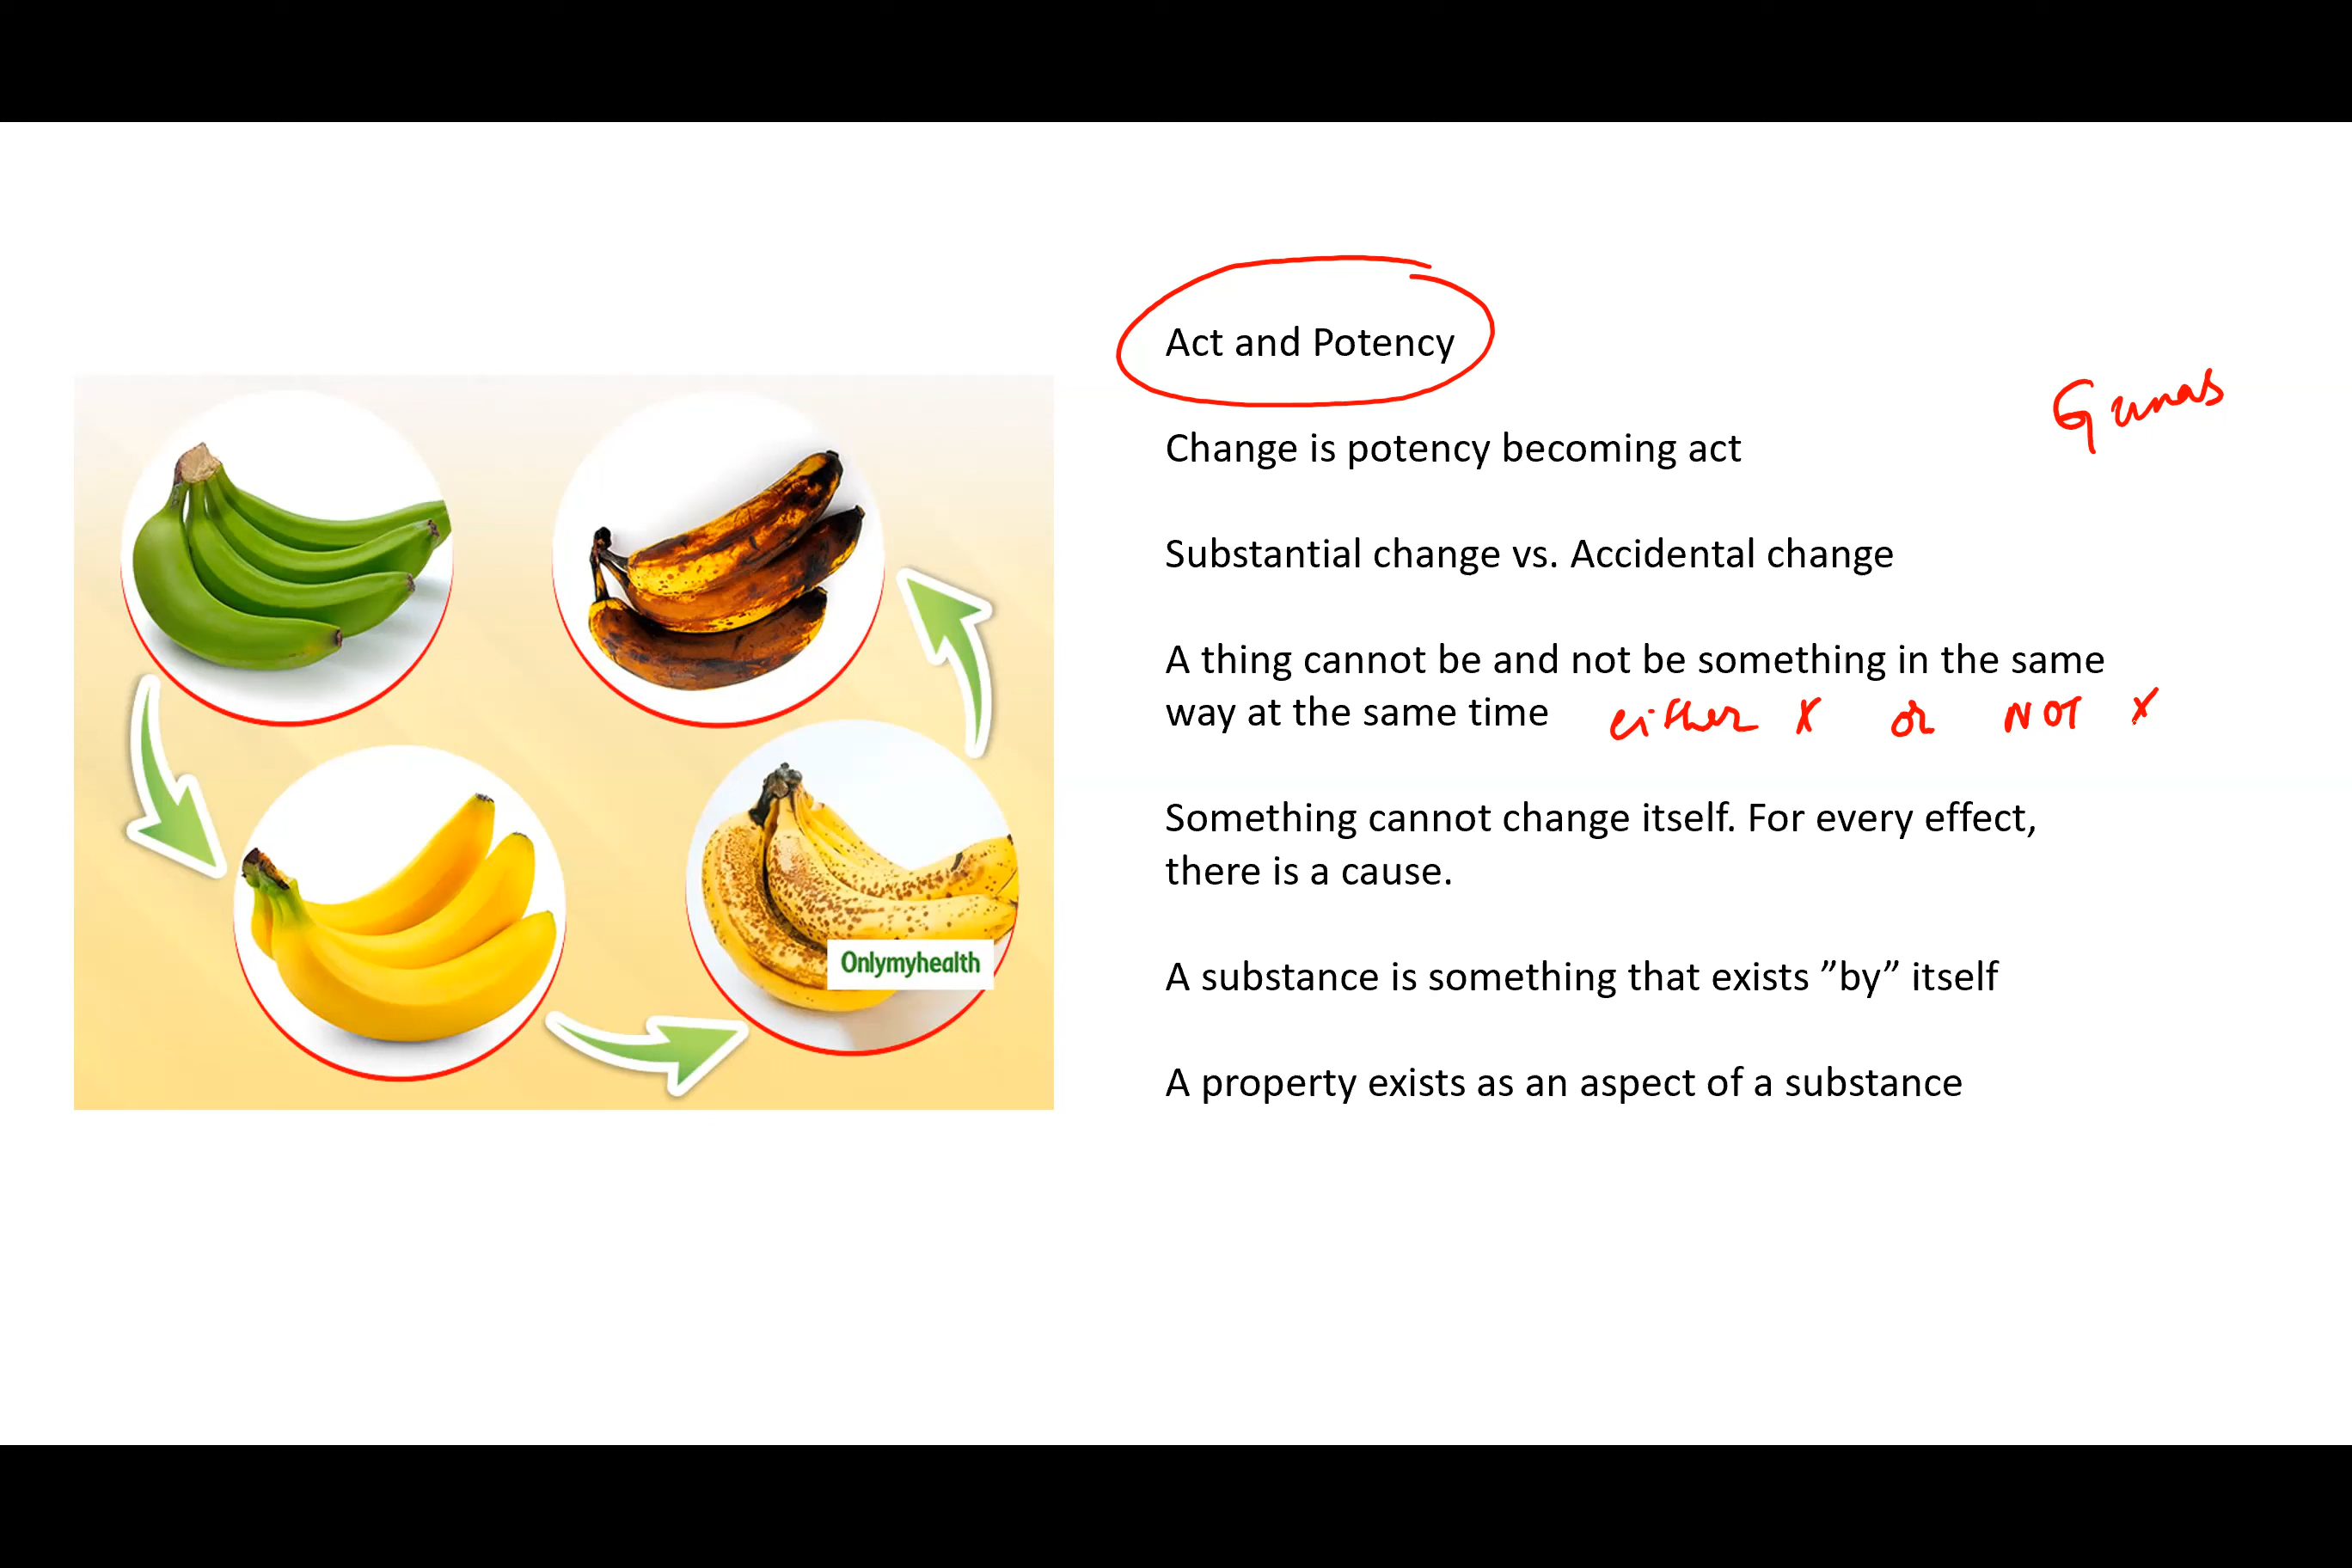 Act and Potency
Gunas
Change is potency becoming act
Substantial change vs. Accidental change
A thing cannot be and not be something in the same
way at the same time either X or NOT X
Something cannot change itself. For every effect,
there is a cause.
A substance is something that exists ”by” itself
A property exists as an aspect of a substance
Onlymyhealth